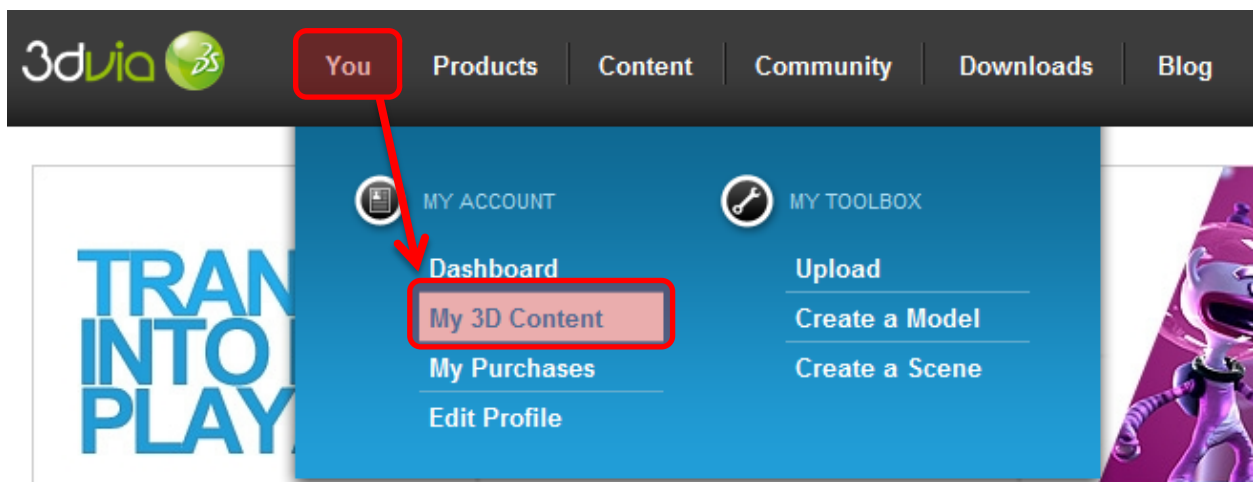 3dvia
You Products Content Community Downloads Blog
MY ACCOUNT
Dashboard
My 3D Content
My Purchases
Edit Profile
MY TOOLBOX
Upload
Create a Model
Create a Scene
TRAN
INTO
PLAY